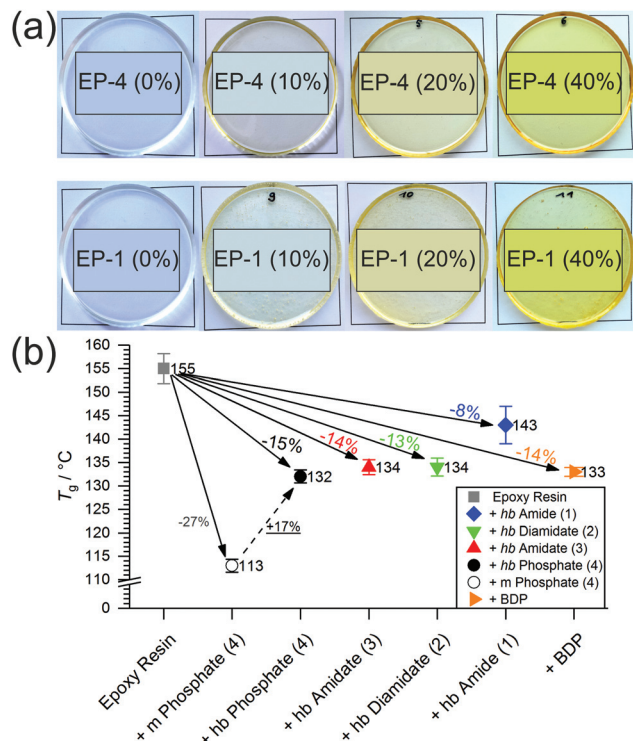 (a)
5
6
EP-4 (0%)
EP-4 (10%)
EP-4 (20%)
EP-4 (40%)
9
10
11
EP-1 (0%)
EP-1 (10%)
EP-1 (20%)
EP-1 (40%)
(b)
160
155
150
145
140
135
130
125
120
115
110
0
Tg / °C
155
-8%
143
-15%
-14%
-13%
-14%
132
134
134
133
-27%
+17%
113
Epoxy Resin
+ hb Amide (1)
+ hb Diamidate (2)
+ hb Amidate (3)
+ hb Phosphate (4)
+ m Phosphate (4)
+ BDP
Epoxy Resin
+ m Phosphate (4)
+ hb Phosphate (4)
+ hb Amidate (3)
+ hb Diamidate (2)
+ hb Amide (1)
+ BDP